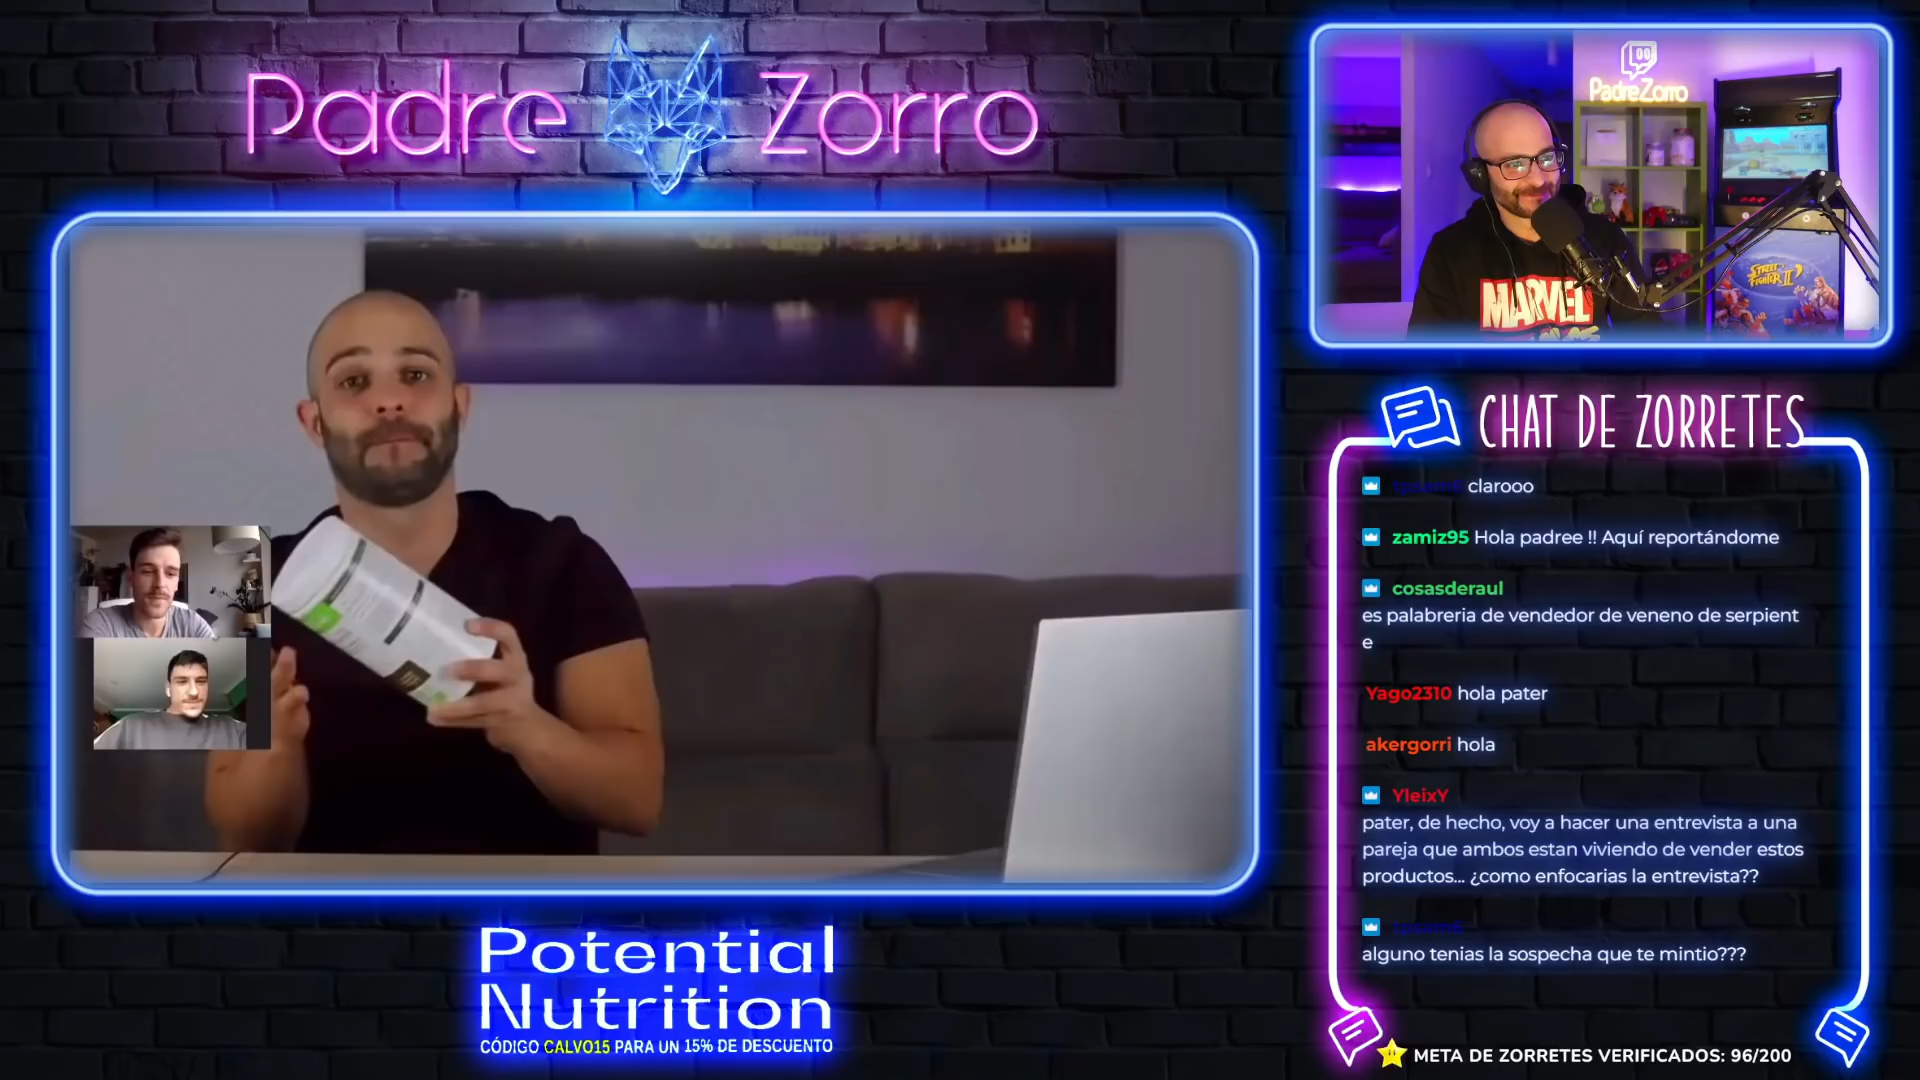 Padre Zorro
PadreZorro
MARVEL
STREET
FIGHTER II
CHAT DE ZORRETES
clarooo
zamiz95 Hola padree !! Aquí reportándome
cosasderaul
es palabreria de vendedor de veneno de serpient
e
Yago2310 hola pater
akergorri hola
YleixY
pater, de hecho, voy a hacer una entrevista a una
pareja que ambos estan viviendo de vender estos
productos... ¿como enfocarias la entrevista??
alguno tenias la sospecha que te mintio???
META DE ZORRETES VERIFICADOS: 96/200
Potential
Nutrition
CÓDIGO CALVO15 PARA UN 15% DE DESCUENTO